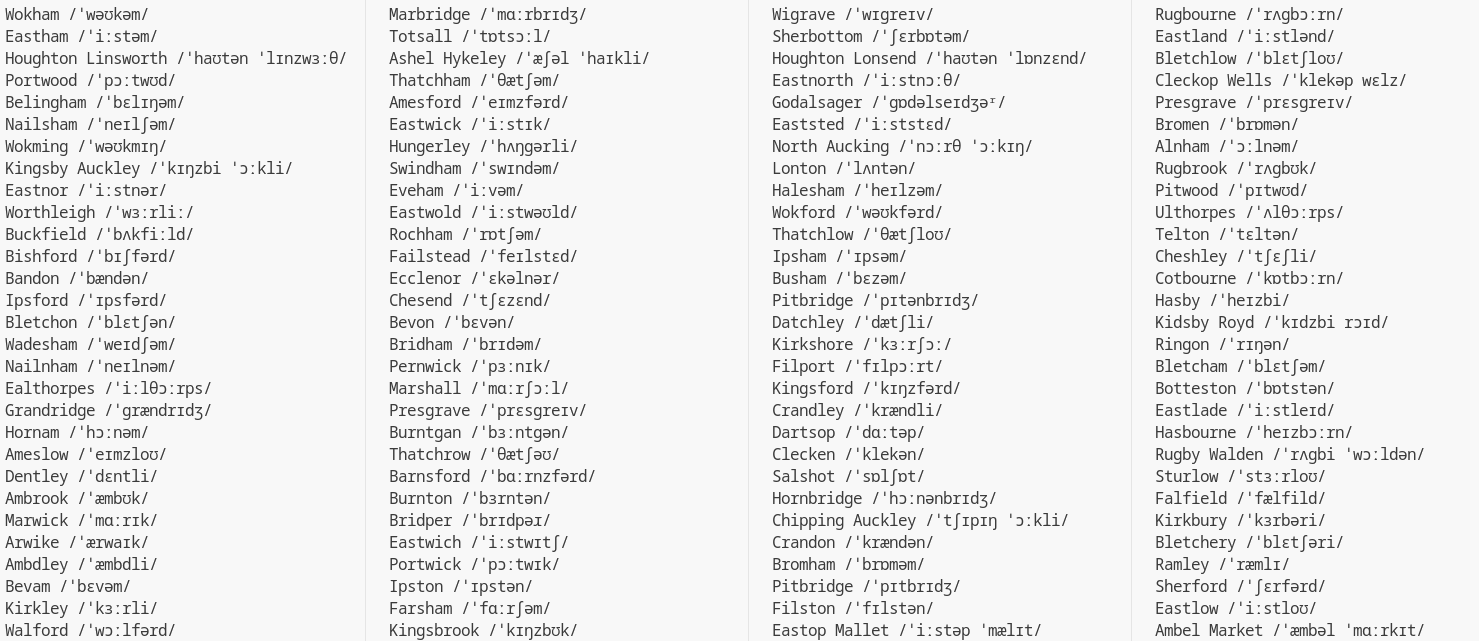 Wokham /ˈwəʊkəm/
Eastham /ˈiːstəm/
Houghton Linsworth /ˈhaʊtən ˈlɪnzwɜːθ/
Portwood /ˈpɔːtwʊd/
Belingham /ˈbɛlɪŋəm/
Nailsham /ˈneɪlʃəm/
Wokming /ˈwəʊkmɪŋ/
Kingsby Auckley /ˈkɪŋzbi ˈɔːkli/
Eastnor /ˈiːstnər/
Worthleigh /ˈwɜːrliː/
Buckfield /ˈbʌkfiːld/
Bishford /ˈbɪʃfərd/
Bandon /ˈbændən/
Ipsford /ˈɪpsfərd/
Bletchon /ˈblɛtʃən/
Wadesham /ˈweɪdʃəm/
Nailnham /ˈneɪlnəm/
Ealthorpes /ˈiːlθɔːrps/
Grandridge /ˈɡrændrɪdʒ/
Hornam /ˈhɔːnəm/
Ameslow /ˈeɪmzloʊ/
Dentley /ˈdɛntli/
Ambrook /ˈæmbʊk/
Marwick /ˈmɑːrɪk/
Arwike /ˈærwaɪk/
Ambdley /ˈæmbdli/
Bevam /ˈbɛvəm/
Kirkley /ˈkɜːrli/
Walford /ˈwɔːlfərd/
Marbridge /ˈmɑːrbrɪdʒ/
Totsall /ˈtɒtsɔːl/
Ashel Hykeley /ˈæʃəl ˈhaɪkli/
Thatchham /ˈθætʃəm/
Amesford /ˈeɪmzfərd/
Eastwick /ˈiːstɪk/
Hungerley /ˈhʌŋɡərli/
Swindham /ˈswɪndəm/
Eveham /ˈiːvəm/
Eastwold /ˈiːstwəʊld/
Rochham /ˈrɒtʃəm/
Failstead /ˈfeɪlstɛd/
Ecclenor /ˈɛkəlnər/
Chesend /ˈtʃɛzɛnd/
Bevon /ˈbɛvən/
Bridham /ˈbrɪdəm/
Pernwick /ˈpɜːnɪk/
Marshall /ˈmɑːrʃɔːl/
Presgrave /ˈprɛsɡreɪv/
Burntgan /ˈbɜːntɡən/
Thatchrow /ˈθætʃəʊ/
Barnsford /ˈbɑːrnzfərd/
Burnton /ˈbɜrntən/
Bridper /ˈbrɪdpəɪ/
Eastwich /ˈiːstwɪtʃ/
Portwick /ˈpɔːtwɪk/
Ipston /ˈɪpstən/
Farsham /ˈfɑːrʃəm/
Kingsbrook /ˈkɪŋzbʊk/
Wigrave /ˈwɪɡreɪv/
Sherbottom /ˈʃɛrbɒtəm/
Houghton Lonsend /ˈhaʊtən ˈlɒnzɛnd/
Eastnorth /ˈiːstnɔːθ/
Godalsager /ˈɡɒdəlseɪdʒəʳ/
Eaststed /ˈiːststɛd/
North Aucking /ˈnɔːrθ ˈɔːkɪŋ/
Lonton /ˈlʌntən/
Halesham /ˈheɪlzəm/
Wokford /ˈwəʊkfərd/
Thatchlow /ˈθætʃloʊ/
Ipsham /ˈɪpsəm/
Busham /ˈbɛzəm/
Pitbridge /ˈpɪtənbrɪdʒ/
Datchley /ˈdætʃli/
Kirkshore /ˈkɜːrʃɔː/
Filport /ˈfɪlpɔːrt/
Kingsford /ˈkɪŋzfərd/
Crandley /ˈkrændli/
Dartsop /ˈdɑːtəp/
Clecken /ˈklekən/
Salshot /ˈsɒlʃɒt/
Hornbridge /ˈhɔːnənbrɪdʒ/
Chipping Auckley /ˈtʃɪpɪŋ ˈɔːkli/
Crandon /ˈkrændən/
Bromham /ˈbrɒməm/
Pitbridge /ˈpɪtbrɪdʒ/
Filston /ˈfɪlstən/
Eastop Mallet /ˈiːstəp ˈmælɪt/
Rugbourne /ˈrʌɡbɔːrn/
Eastland /ˈiːstlənd/
Bletchlow /ˈblɛtʃloʊ/
Cleckop Wells /ˈklekəp wɛlz/
Presgrave /ˈprɛsɡreɪv/
Bromen /ˈbrɒmən/
Alnham /ˈɔːlnəm/
Rugbrook /ˈrʌɡbʊk/
Pitwood /ˈpɪtwʊd/
Ulthorpes /ˈʌlθɔːrps/
Telton /ˈtɛltən/
Cheshley /ˈtʃɛʃli/
Cotbourne /ˈkɒtbɔːrn/
Hasby /ˈheɪzbi/
Kidsby Royd /ˈkɪdzbi rɔɪd/
Ringon /ˈrɪŋən/
Bletcham /ˈblɛtʃəm/
Botteston /ˈbɒtstən/
Eastlade /ˈiːstleɪd/
Hasbourne /ˈheɪzbɔːrn/
Rugby Walden /ˈrʌɡbi ˈwɔːldən/
Sturlow /ˈstɜːrloʊ/
Falfield /ˈfælfild/
Kirkbury /ˈkɜrbəri/
Bletchery /ˈblɛtʃəri/
Ramley /ˈræmlɪ/
Sherford /ˈʃɛrfərd/
Eastlow /ˈiːstloʊ/
Ambel Market /ˈæmbəl ˈmɑːrkɪt/